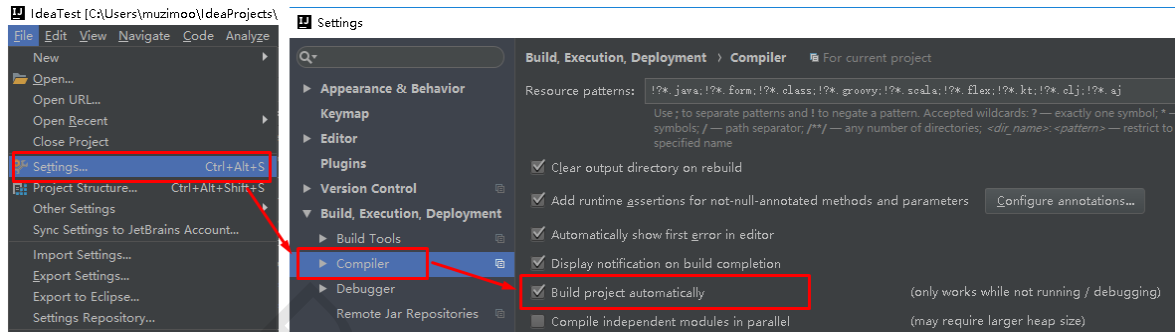 IdeaTest [C:\Users\muzimoo\IdeaProjects\
File Edit View Navigate Code Analyze
New
Open...
Open URL...
Open Recent
Close Project
Settings... Ctrl+Alt+S
Project Structure... Ctrl+Alt+Shift+S
Other Settings
Sync Settings to JetBrains Account...
Import Settings...
Export Settings...
Export to Eclipse...
Settings Repository...
Settings
Appearance & Behavior
Keymap
Editor
Plugins
Version Control
Build, Execution, Deployment
Build Tools
Compiler
Debugger
Remote Jar Repositories
Build, Execution, Deployment › Compiler For current project
Resource patterns: !?*.java;!?*.form;!?*.class;!?*.groovy;!?*.scala;!?*.flex;!?*.kt;!?*.clj;!?*.aj
Use ; to separate patterns and ! to negate a pattern. Accepted wildcards: ? — exactly one symbol; * —
symbols; / — path separator; /**/ — any number of directories; <dir_name>:<pattern> — restrict to
specified name
Clear output directory on rebuild
Add runtime assertions for not-null-annotated methods and parameters Configure annotations...
Automatically show first error in editor
Display notification on build completion
Build project automatically (only works while not running / debugging)
Compile independent modules in parallel (may require larger heap size)